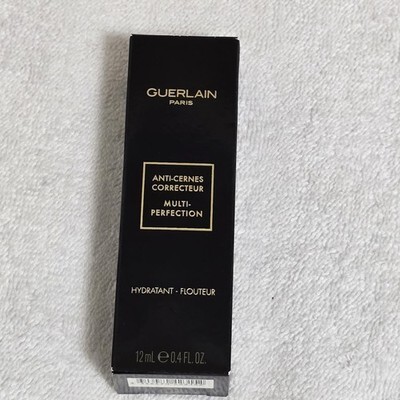 GUERLAIN
PARIS
ANTI-CERNES
CORRECTEUR
MULTI-
PERFECTION
HYDRATANT - FLOUTEUR
12 mL ℮ 0.4 FL. OZ.